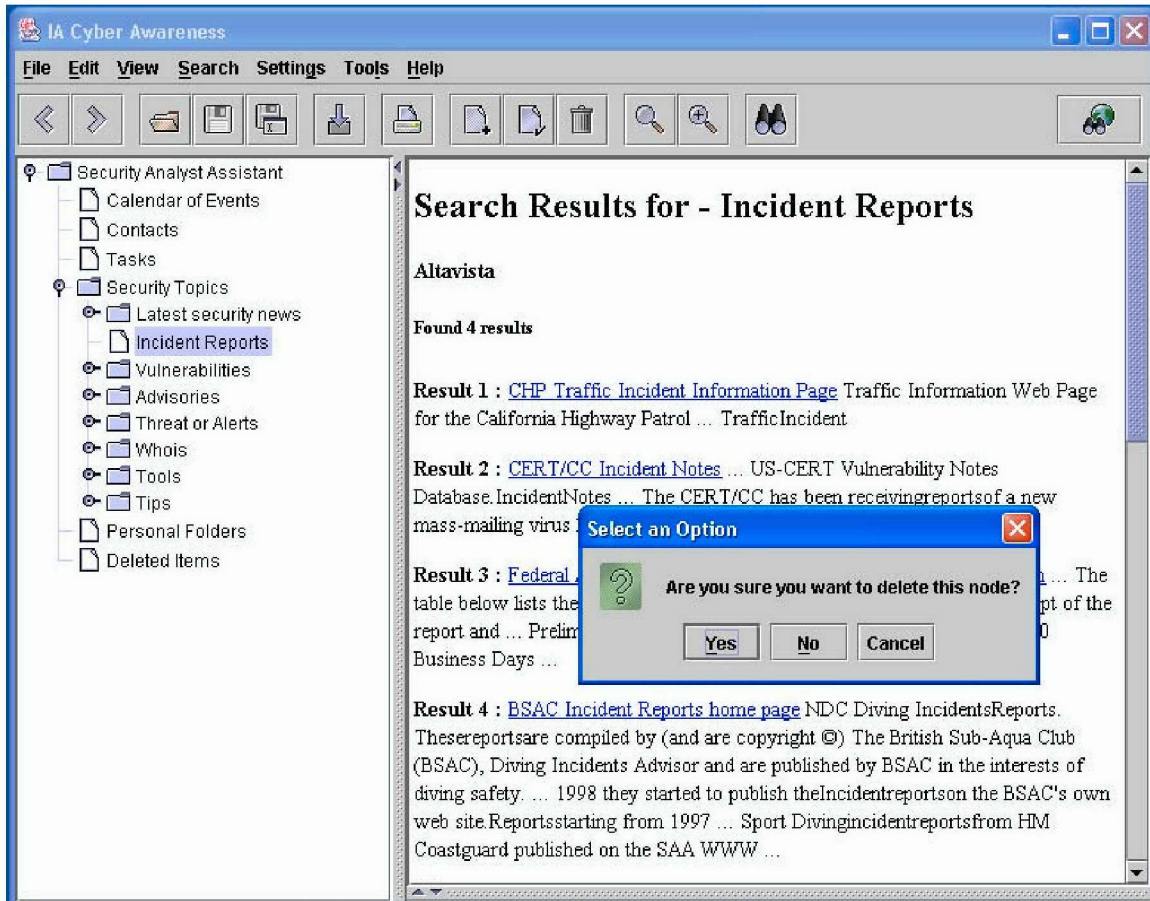 IA Cyber Awareness
File Edit View Search Settings Tools Help
Security Analyst Assistant
Calendar of Events
Contacts
Tasks
Security Topics
Latest security news
Incident Reports
Vulnerabilities
Advisories
Threat or Alerts
Whois
Tools
Tips
Personal Folders
Deleted Items
Search Results for - Incident Reports
Altavista
Found 4 results
Result 1 : CHP Traffic Incident Information Page Traffic Information Web Page
for the California Highway Patrol ... TrafficIncident
Result 2 : CERT/CC Incident Notes ... US-CERT Vulnerability Notes
Database.IncidentNotes ... The CERT/CC has been receivingreportsof a new
mass-mailing virus
Result 3 : Federal ... The
table below lists the pt of the
report and ... Prelim 0
Business Days ...
Select an Option
Are you sure you want to delete this node?
Yes No Cancel
Result 4 : BSAC Incident Reports home page NDC Diving IncidentsReports.
Thesereportsare compiled by (and are copyright ©) The British Sub-Aqua Club
(BSAC), Diving Incidents Advisor and are published by BSAC in the interests of
diving safety. ... 1998 they started to publish theIncidentreportson the BSAC's own
web site.Reportsstarting from 1997 ... Sport Divingincidentreportsfrom HM
Coastguard published on the SAA WWW ...